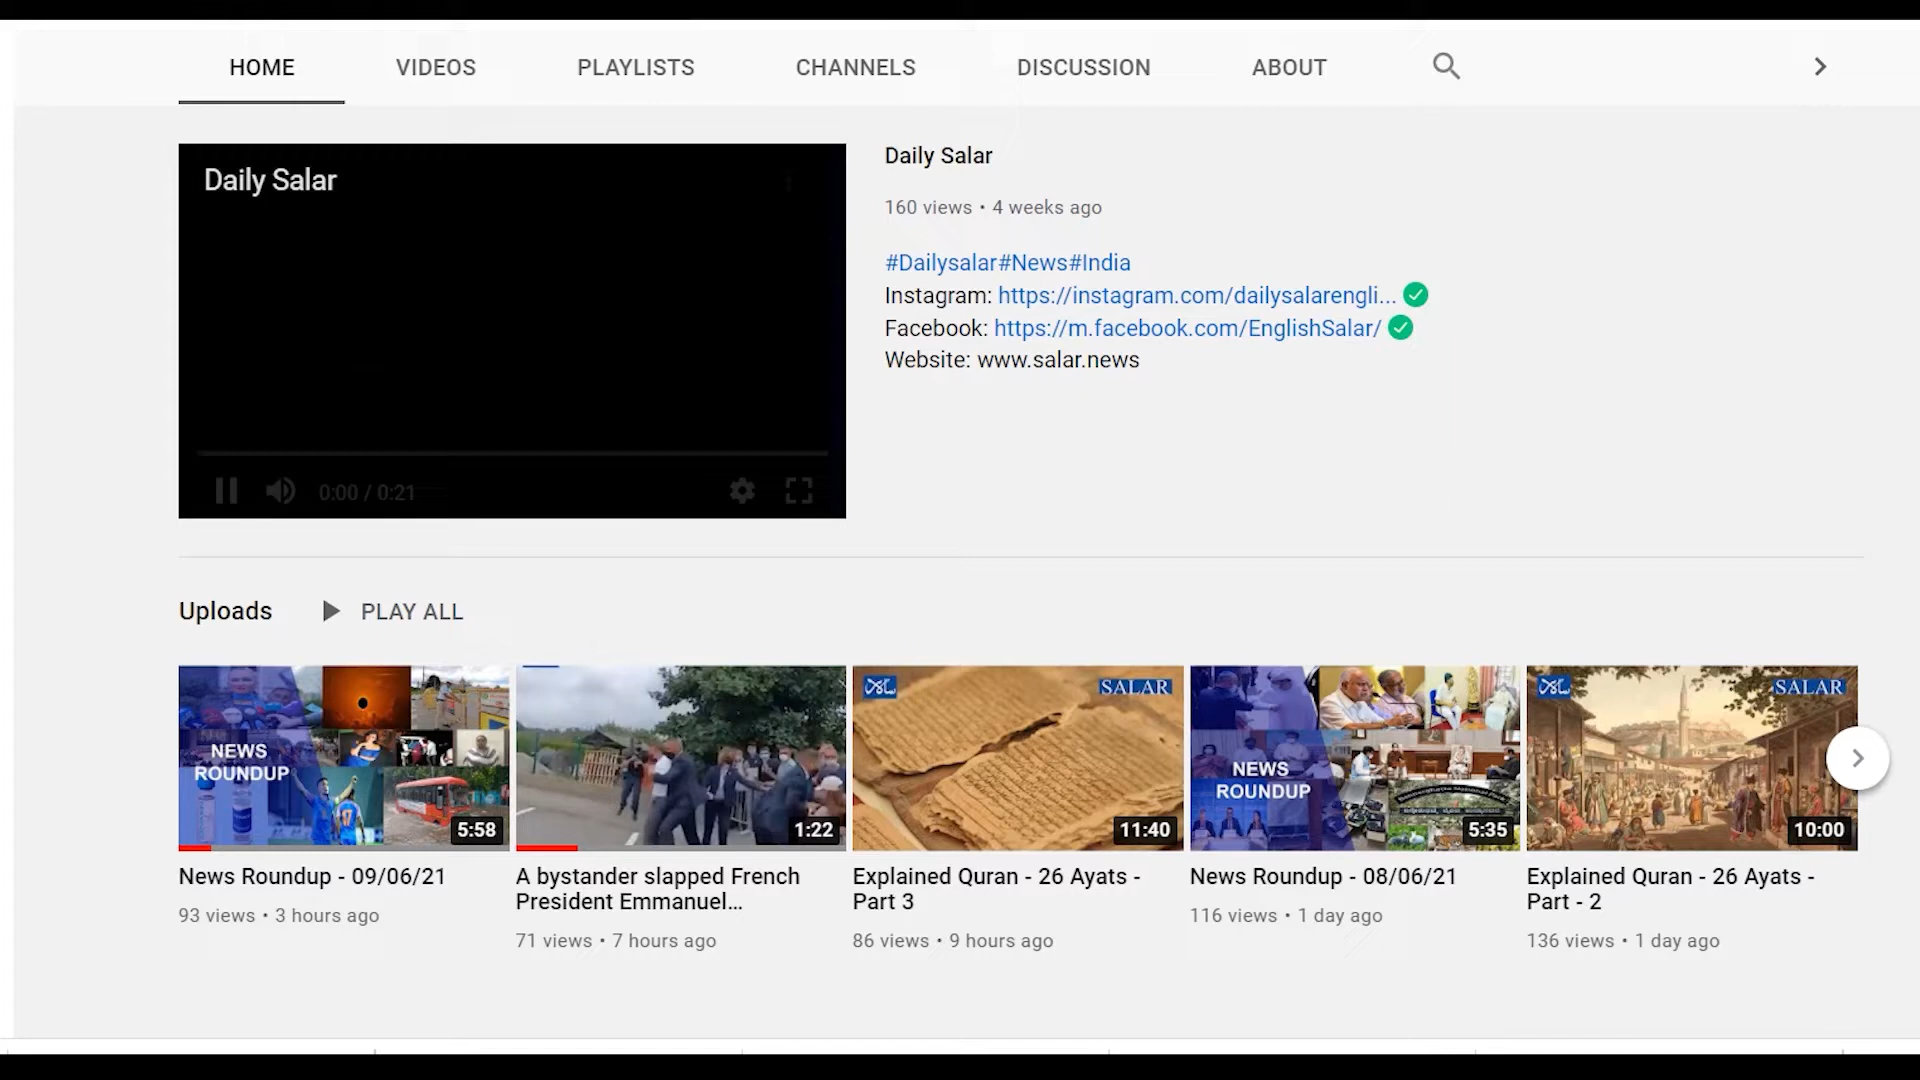 HOME VIDEOS PLAYLISTS CHANNELS DISCUSSION ABOUT
Daily Salar
0:00 / 0:21
Daily Salar
160 views • 4 weeks ago
#Dailysalar#News#India
Instagram: https://instagram.com/dailysalarengli...
Facebook: https://m.facebook.com/EnglishSalar/
Website: www.salar.news
Uploads PLAY ALL
NEWS
ROUNDUP
5:58
News Roundup - 09/06/21
93 views • 3 hours ago
1:22
A bystander slapped French
President Emmanuel...
71 views • 7 hours ago
SALAR
11:40
Explained Quran - 26 Ayats -
Part 3
86 views • 9 hours ago
NEWS
ROUNDUP
5:35
News Roundup - 08/06/21
116 views • 1 day ago
SALAR
10:00
Explained Quran - 26 Ayats -
Part - 2
136 views • 1 day ago